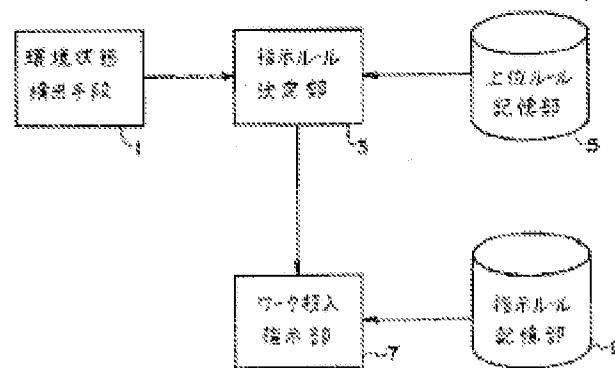 環境状態
検出手段
1
指示ルール
決定部
3
上位ルール
記憶部
5
ワーク投入
指示部
7
指示ルール
記憶部
9